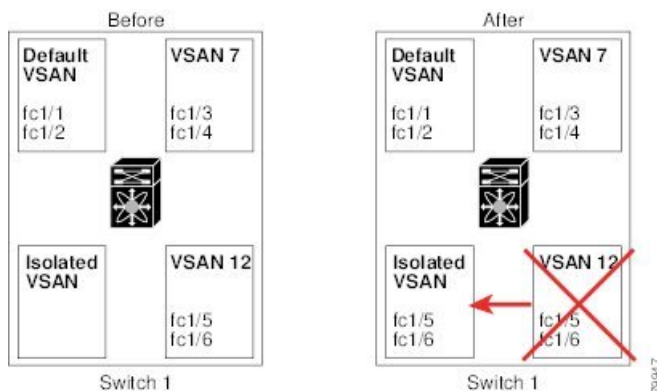 Before
Default
VSAN
fc1/1
fc1/2
VSAN 7
fc1/3
fc1/4
Isolated
VSAN
VSAN 12
fc1/5
fc1/6
Switch 1
After
Default
VSAN
fc1/1
fc1/2
VSAN 7
fc1/3
fc1/4
Isolated
VSAN
fc1/5
fc1/6
VSAN 12
fc1/5
fc1/6
Switch 1